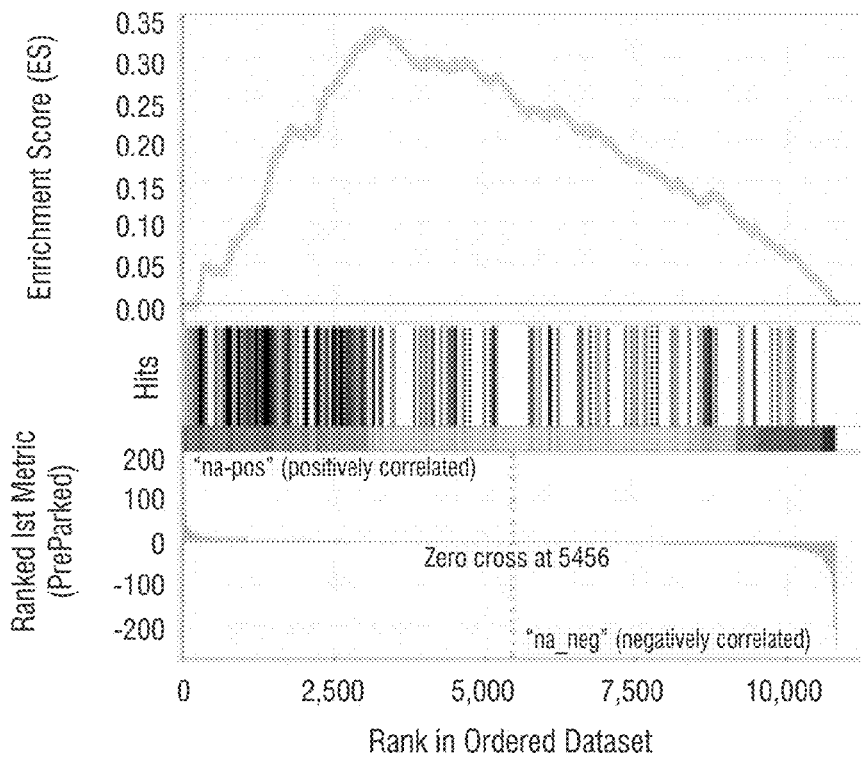 Enrichment Score (ES)
0.35
0.30
0.25
0.20
0.15
0.10
0.05
0.00
Hits
Ranked Ist Metric
(PreParked)
200
100
0
-100
-200
"na-pos" (positively correlated)
Zero cross at 5456
"na_neg" (negatively correlated)
0 2,500 5,000 7,500 10,000
Rank in Ordered Dataset